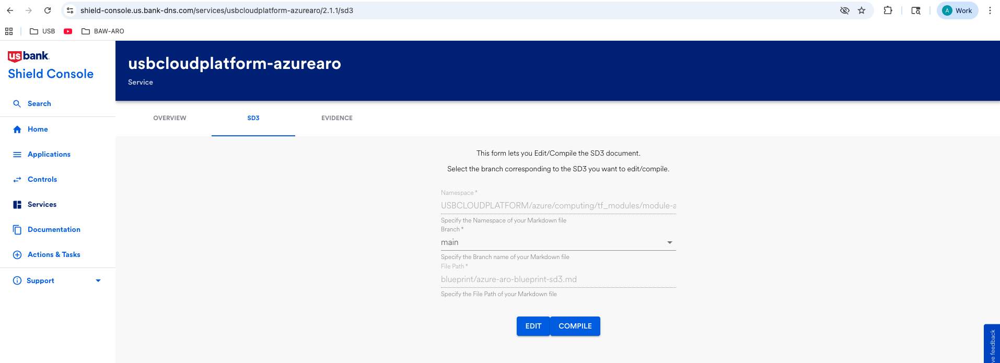 shield-console.us.bank-dns.com/services/usbcloudplatform-azurearo/2.1.1/sd3
A Work
USB
BAW-ARO
us bank.
Shield Console
Search
Home
Applications
Controls
Services
Documentation
Actions & Tasks
Support
usbcloudplatform-azurearo
Service
OVERVIEW
SD3
EVIDENCE
This form lets you Edit/Compile the SD3 document.
Select the branch corresponding to the SD3 you want to edit/compile.
Namespace *
USBCLOUDPLATFORM/azure/computing/tf_modules/module-a
Specify the Namespace of your Markdown file
Branch *
main
Specify the Branch name of your Markdown file
File Path *
blueprint/azure-aro-blueprint-sd3.md
Specify the File Path of your Markdown file
EDIT
COMPILE
ve feedback